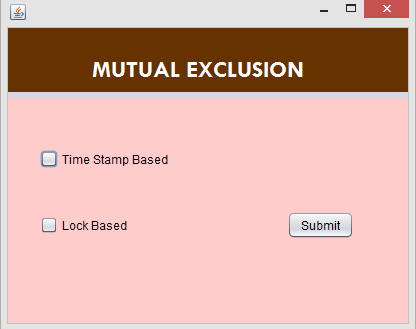 MUTUAL EXCLUSION
Time Stamp Based
Lock Based
Submit